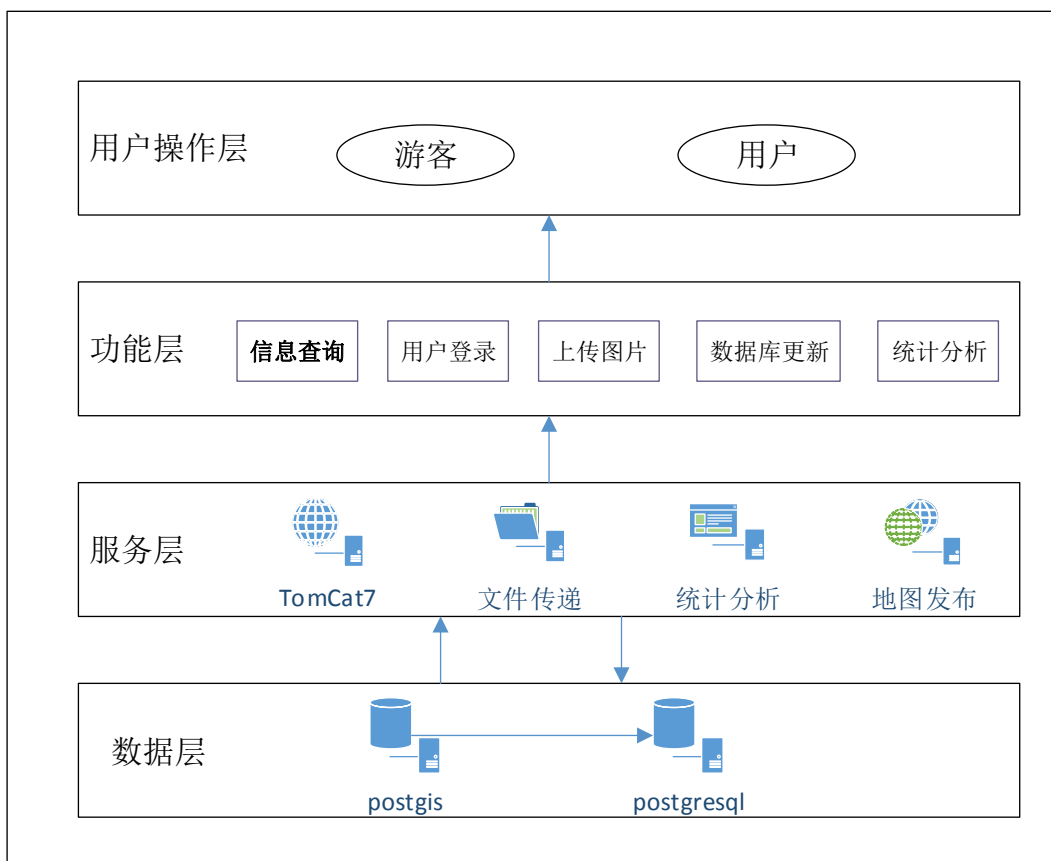 用户操作层
游客
用户
功能层
信息查询
用户登录
上传图片
数据库更新
统计分析
服务层
TomCat7
文件传递
统计分析
地图发布
数据层
postgis
postgresql